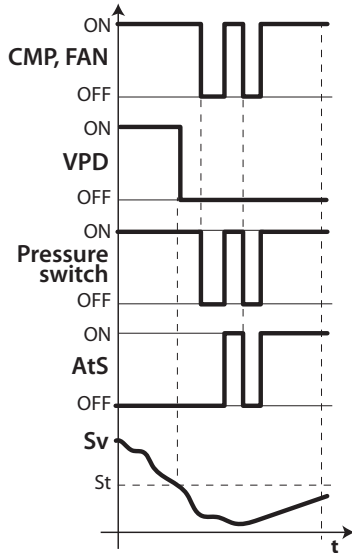 ON
CMP, FAN
OFF
ON
VPD
OFF
ON
Pressure
switch
OFF
ON
AtS
OFF
Sv
St
t